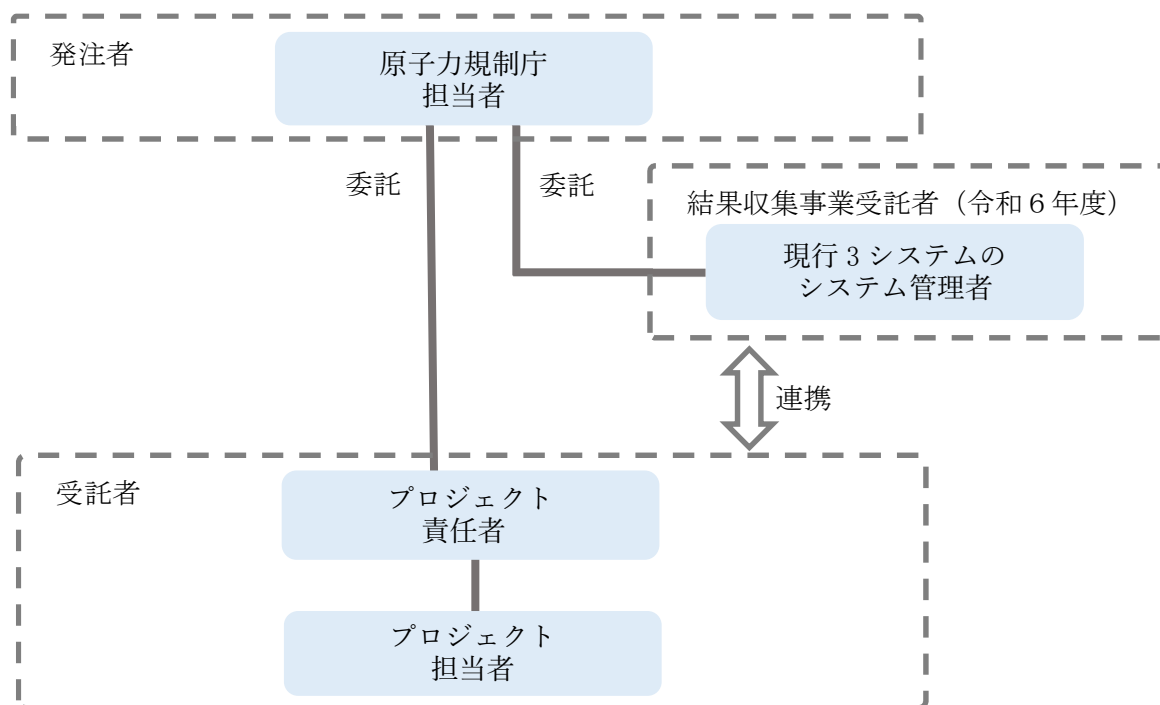 発注者
原子力規制庁
担当者
委託
委託
結果収集事業受託者（令和６年度）
現行 3 システムの
システム管理者
連携
受託者
プロジェクト
責任者
プロジェクト
担当者